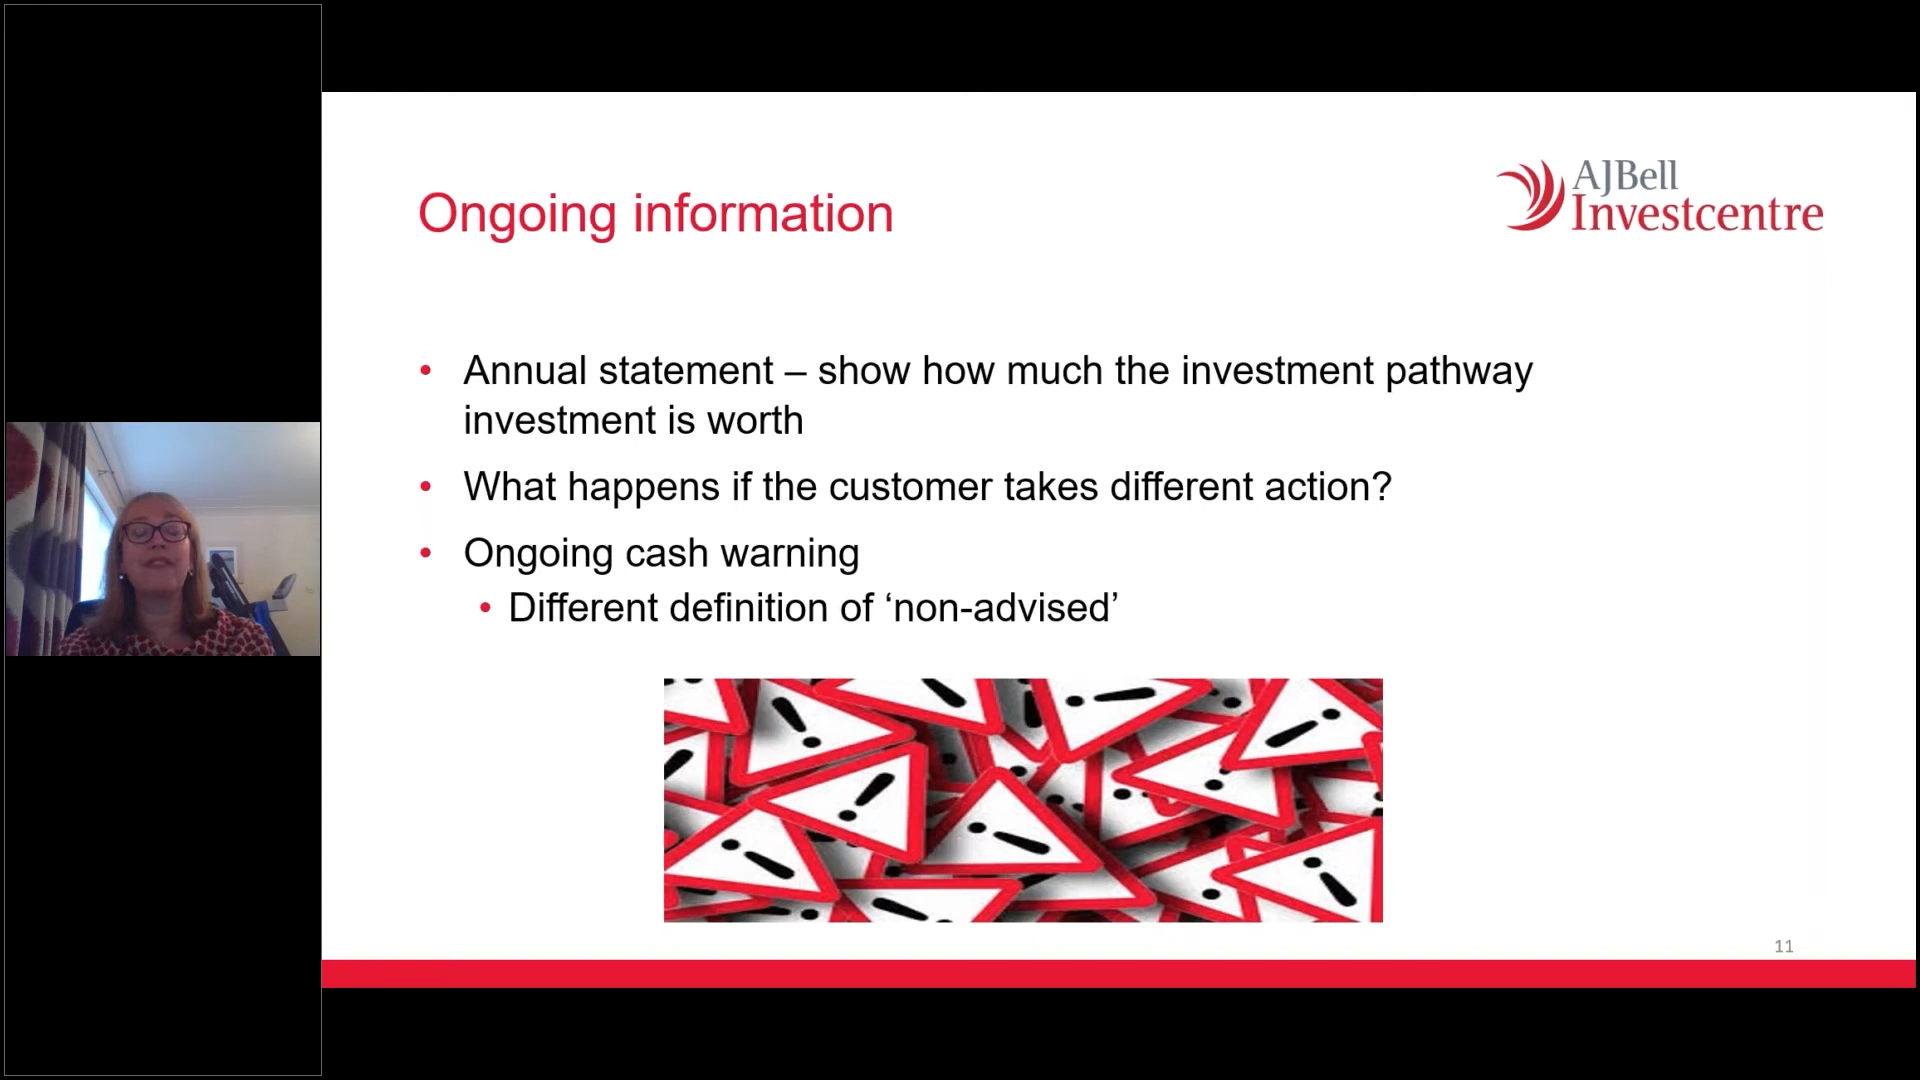 Ongoing information
AJBell
Investcentre
• Annual statement – show how much the investment pathway
investment is worth
• What happens if the customer takes different action?
• Ongoing cash warning
• Different definition of ‘non-advised’
11